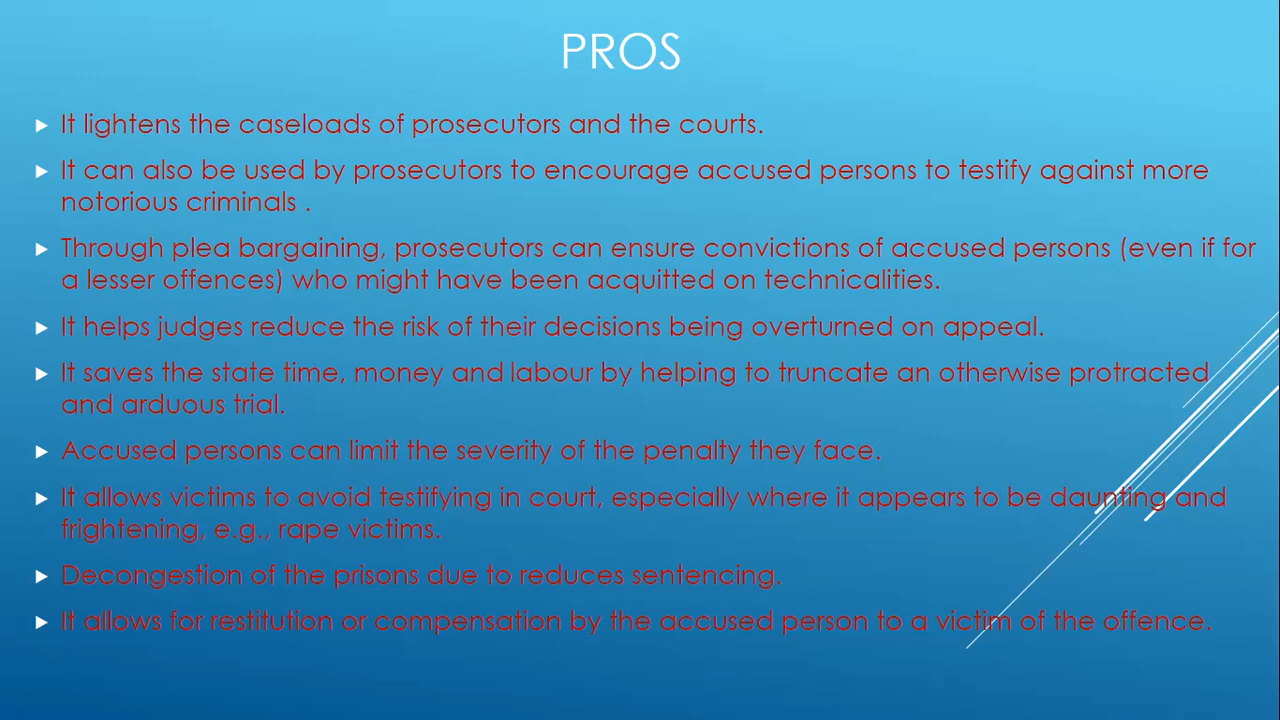 PROS
It lightens the caseloads of prosecutors and the courts.
It can also be used by prosecutors to encourage accused persons to testify against more
notorious criminals .
Through plea bargaining, prosecutors can ensure convictions of accused persons (even if for
a lesser offences) who might have been acquitted on technicalities.
It helps judges reduce the risk of their decisions being overturned on appeal.
It saves the state time, money and labour by helping to truncate an otherwise protracted
and arduous trial.
Accused persons can limit the severity of the penalty they face.
It allows victims to avoid testifying in court, especially where it appears to be daunting and
frightening, e.g., rape victims.
Decongestion of the prisons due to reduces sentencing.
It allows for restitution or compensation by the accused person to a victim of the offence.